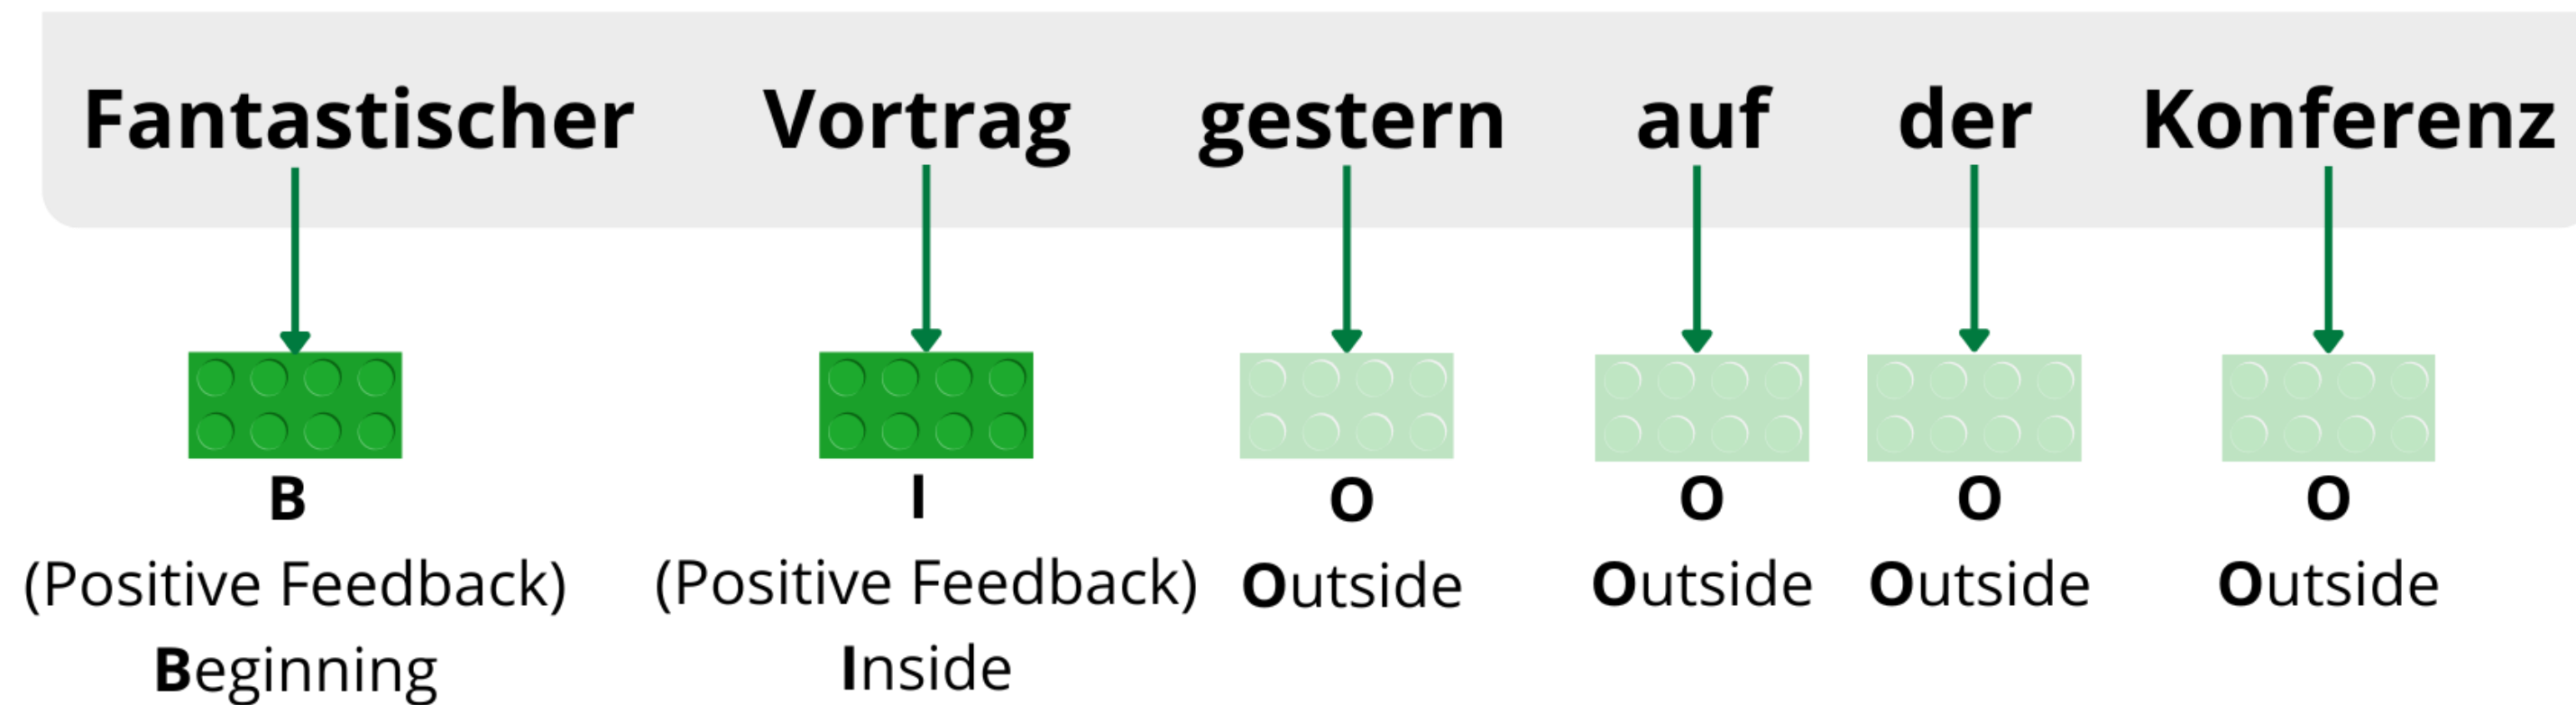 Fantastischer Vortrag gestern auf der Konferenz
B I O O O O
(Positive Feedback) (Positive Feedback) Outside Outside Outside Outside
Beginning Inside